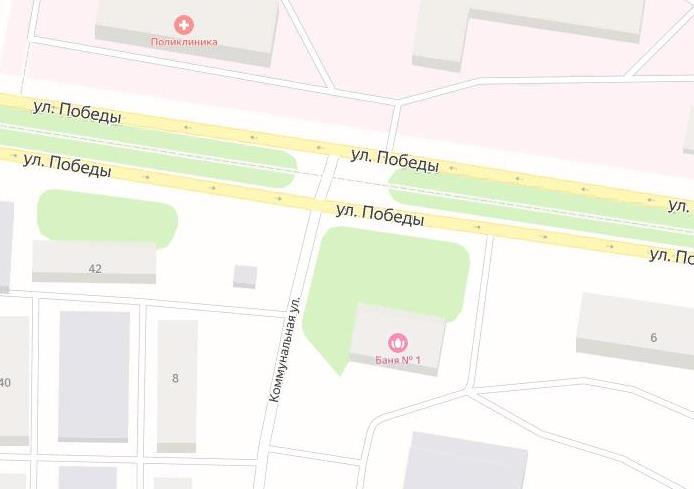 Поликлиника
ул. Победы
ул. Победы
ул. Победы
ул.
ул. Победы
ул. По
42
Коммунальная ул.
6
Баня № 1
8
40